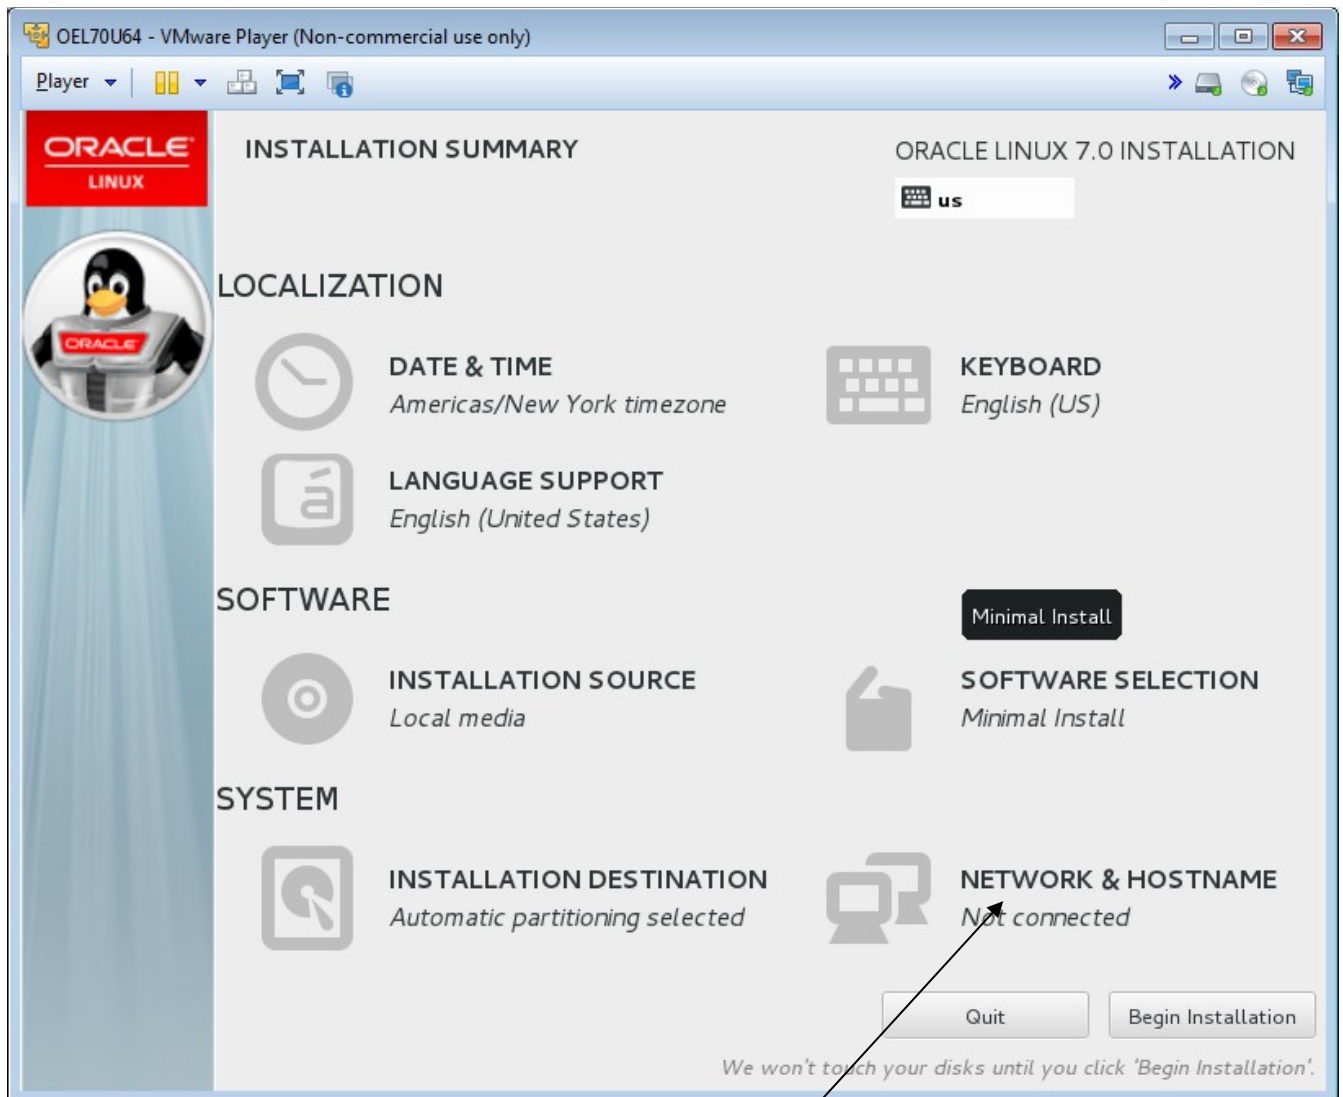 OEL70U64 - VMware Player (Non-commercial use only)
Player
ORACLE
LINUX
INSTALLATION SUMMARY
ORACLE LINUX 7.0 INSTALLATION
us
ORACLE
LOCALIZATION
DATE & TIME
Americas/New York timezone
KEYBOARD
English (US)
á
LANGUAGE SUPPORT
English (United States)
SOFTWARE
Minimal Install
INSTALLATION SOURCE
Local media
SOFTWARE SELECTION
Minimal Install
SYSTEM
INSTALLATION DESTINATION
Automatic partitioning selected
NETWORK & HOSTNAME
Not connected
Quit
Begin Installation
We won't touch your disks until you click 'Begin Installation'.